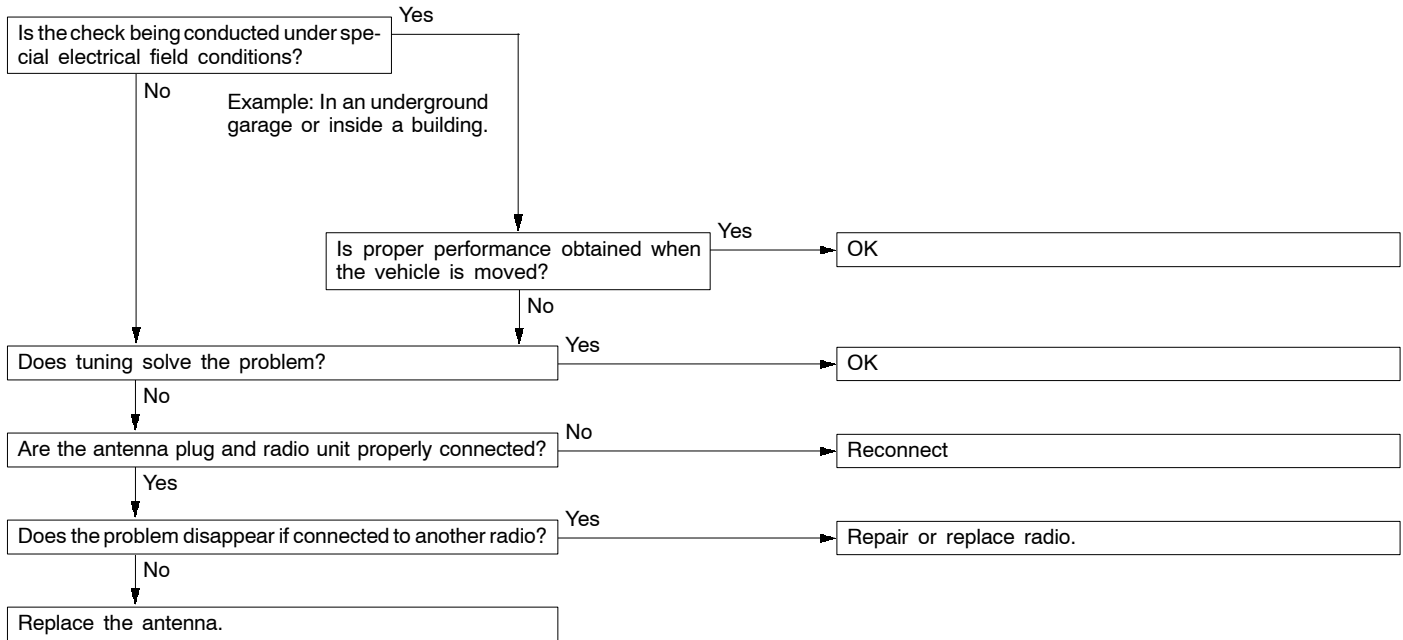 Yes
Is the check being conducted under spe-
cial electrical field conditions?
No
Example: In an underground
garage or inside a building.
Yes
Is proper performance obtained when
the vehicle is moved?
OK
No
Yes
Does tuning solve the problem?
OK
No
No
Are the antenna plug and radio unit properly connected?
Reconnect
Yes
Yes
Does the problem disappear if connected to another radio?
Repair or replace radio.
No
Replace the antenna.